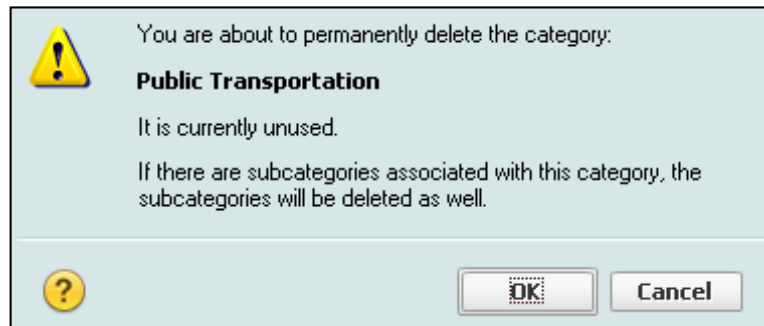 You are about to permanently delete the category:
Public Transportation
It is currently unused.
If there are subcategories associated with this category, the
subcategories will be deleted as well.
OK Cancel